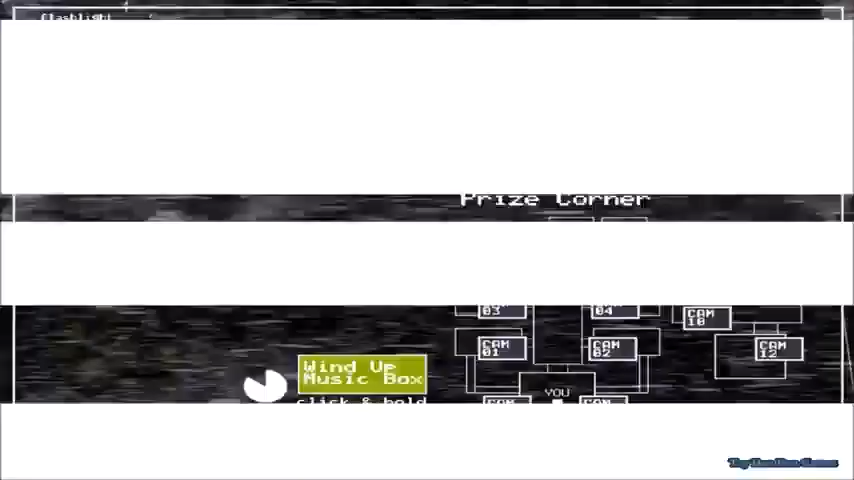 Flashlight
Prize Corner
03
04
CAM
10
CAM
01
CAM
02
CAM
12
Wind Up
Music Box
YOU
click & hold
CAM
CAM